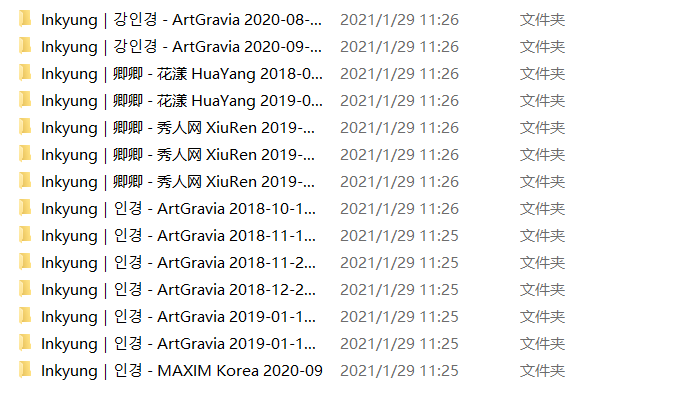 Inkyung | 강인경 - ArtGravia 2020-08-... 2021/1/29 11:26 文件夹
Inkyung | 강인경 - ArtGravia 2020-09-... 2021/1/29 11:26 文件夹
Inkyung | 卿卿 - 花漾 HuaYang 2018-0... 2021/1/29 11:26 文件夹
Inkyung | 卿卿 - 花漾 HuaYang 2019-0... 2021/1/29 11:26 文件夹
Inkyung | 卿卿 - 秀人网 XiuRen 2019-... 2021/1/29 11:26 文件夹
Inkyung | 卿卿 - 秀人网 XiuRen 2019-... 2021/1/29 11:26 文件夹
Inkyung | 卿卿 - 秀人网 XiuRen 2019-... 2021/1/29 11:26 文件夹
Inkyung | 인경 - ArtGravia 2018-10-1... 2021/1/29 11:26 文件夹
Inkyung | 인경 - ArtGravia 2018-11-1... 2021/1/29 11:25 文件夹
Inkyung | 인경 - ArtGravia 2018-11-2... 2021/1/29 11:25 文件夹
Inkyung | 인경 - ArtGravia 2018-12-2... 2021/1/29 11:25 文件夹
Inkyung | 인경 - ArtGravia 2019-01-1... 2021/1/29 11:25 文件夹
Inkyung | 인경 - ArtGravia 2019-01-1... 2021/1/29 11:25 文件夹
Inkyung | 인경 - MAXIM Korea 2020-09 2021/1/29 11:25 文件夹